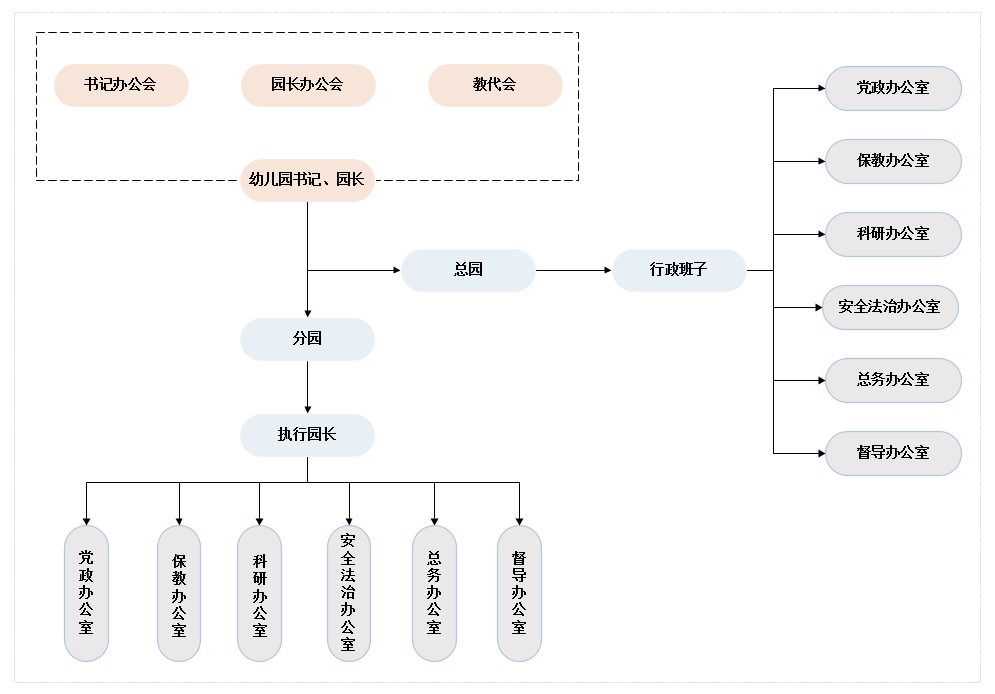 书记办公会
园长办公会
教代会
幼儿园书记、园长
总园
行政班子
党政办公室
保教办公室
科研办公室
安全法治办公室
总务办公室
督导办公室
分园
执行园长
党政办公室
保教办公室
科研办公室
安全法治办公室
总务办公室
督导办公室